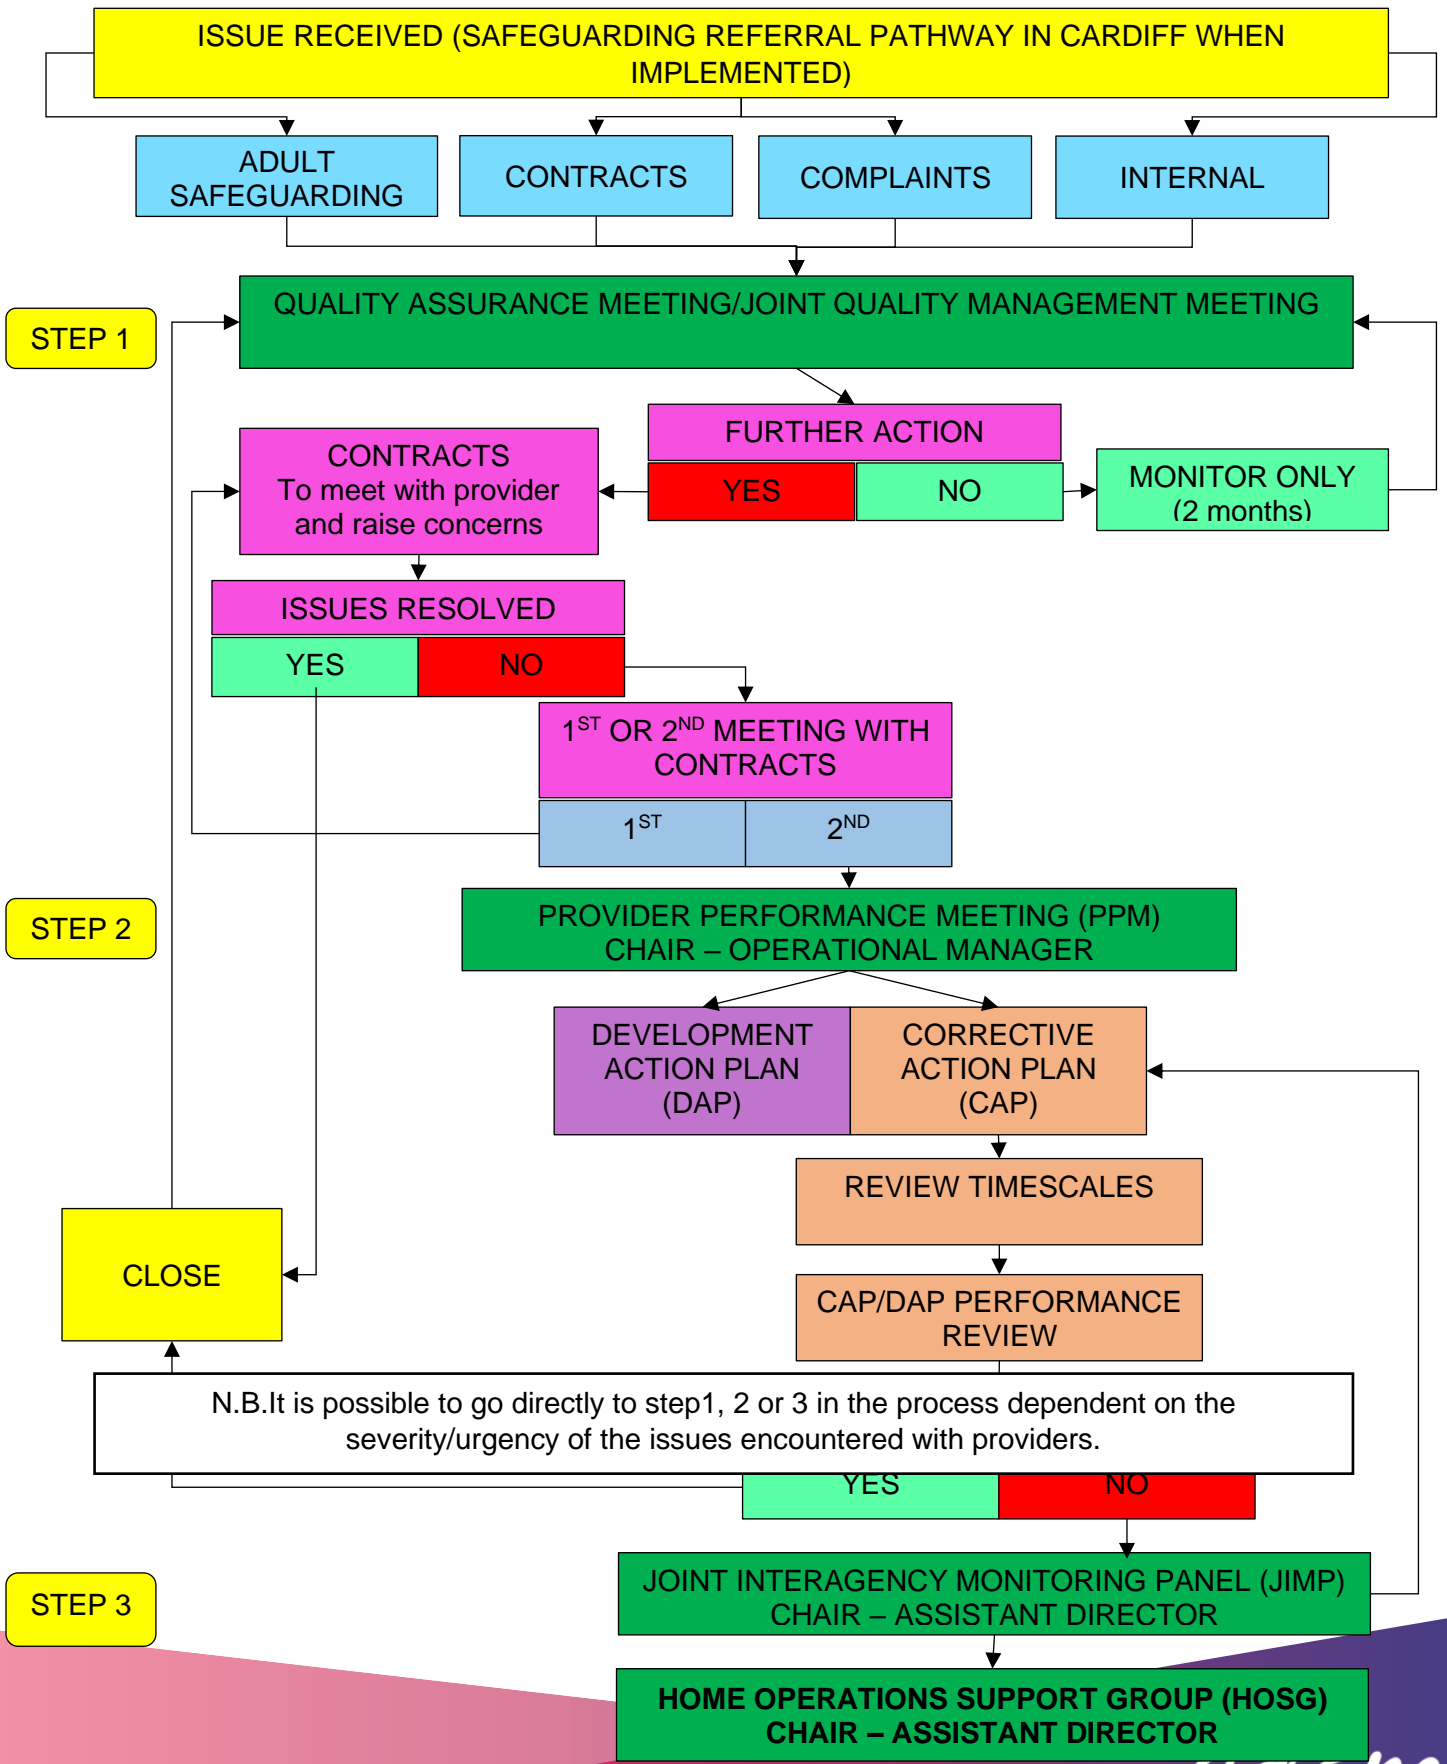 ISSUE RECEIVED (SAFEGUARDING REFERRAL PATHWAY IN CARDIFF WHEN
IMPLEMENTED)
ADULT
SAFEGUARDING
CONTRACTS
COMPLAINTS
INTERNAL
QUALITY ASSURANCE MEETING/JOINT QUALITY MANAGEMENT MEETING
STEP 1
FURTHER ACTION
YES
NO
MONITOR ONLY
(2 months)
CONTRACTS
To meet with provider
and raise concerns
ISSUES RESOLVED
YES
NO
1ST OR 2ND MEETING WITH
CONTRACTS
1ST
2ND
STEP 2
PROVIDER PERFORMANCE MEETING (PPM)
CHAIR – OPERATIONAL MANAGER
DEVELOPMENT
ACTION PLAN
(DAP)
CORRECTIVE
ACTION PLAN
(CAP)
REVIEW TIMESCALES
CLOSE
CAP/DAP PERFORMANCE
REVIEW
N.B.It is possible to go directly to step1, 2 or 3 in the process dependent on the
severity/urgency of the issues encountered with providers.
YES
NO
STEP 3
JOINT INTERAGENCY MONITORING PANEL (JIMP)
CHAIR – ASSISTANT DIRECTOR
HOME OPERATIONS SUPPORT GROUP (HOSG)
CHAIR – ASSISTANT DIRECTOR